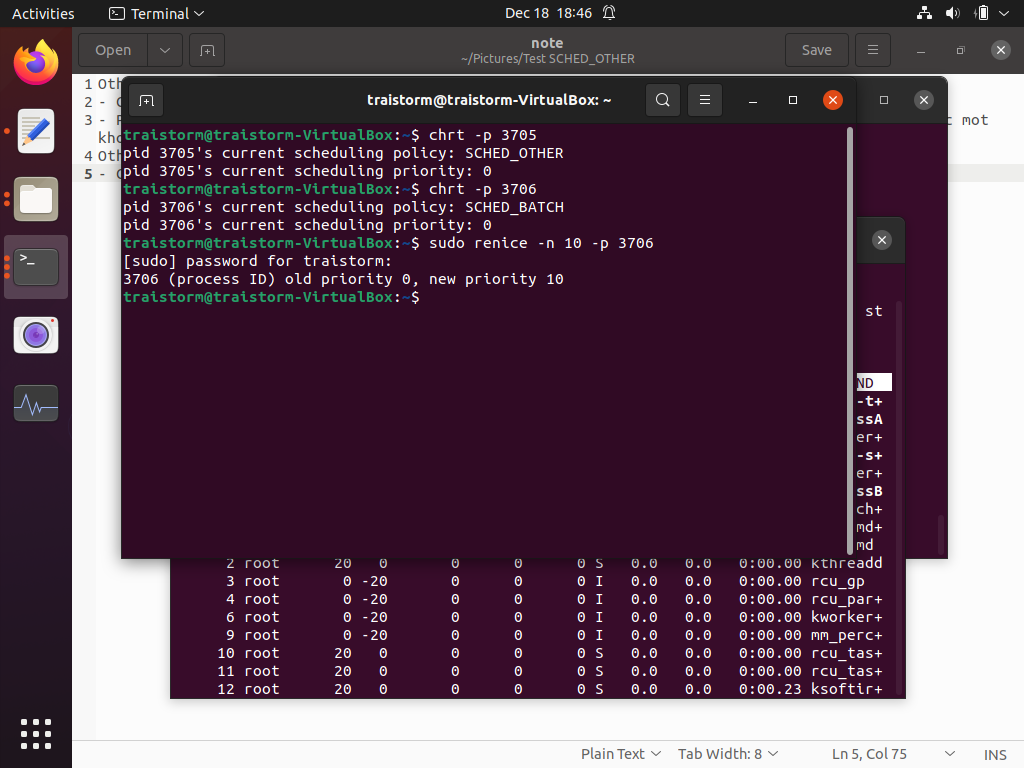 Activities
Terminal
Dec 18 18:46
Open
note
~/Pictures/Test SCHED_OTHER
Save
1 Oth
2 -
3 -
c mot
kho
4 Oth
5 -
traistorm@traistorm-VirtualBox: ~
traistorm@traistorm-VirtualBox:~$ chrt -p 3705
pid 3705's current scheduling policy: SCHED_OTHER
pid 3705's current scheduling priority: 0
traistorm@traistorm-VirtualBox:~$ chrt -p 3706
pid 3706's current scheduling policy: SCHED_BATCH
pid 3706's current scheduling priority: 0
traistorm@traistorm-VirtualBox:~$ sudo renice -n 10 -p 3706
[sudo] password for traistorm:
3706 (process ID) old priority 0, new priority 10
traistorm@traistorm-VirtualBox:~$
st
ND
-t+
ssA
er+
-s+
er+
ssB
ch+
md+
md
2 root 20 0 0 0 0 S 0.0 0.0 0:00.00 kthreadd
3 root 0 -20 0 0 0 I 0.0 0.0 0:00.00 rcu_gp
4 root 0 -20 0 0 0 I 0.0 0.0 0:00.00 rcu_par+
6 root 0 -20 0 0 0 I 0.0 0.0 0:00.00 kworker+
9 root 0 -20 0 0 0 I 0.0 0.0 0:00.00 mm_perc+
10 root 20 0 0 0 0 S 0.0 0.0 0:00.00 rcu_tas+
11 root 20 0 0 0 0 S 0.0 0.0 0:00.00 rcu_tas+
12 root 20 0 0 0 0 S 0.0 0.0 0:00.23 ksoftir+
Plain Text
Tab Width: 8
Ln 5, Col 75
INS